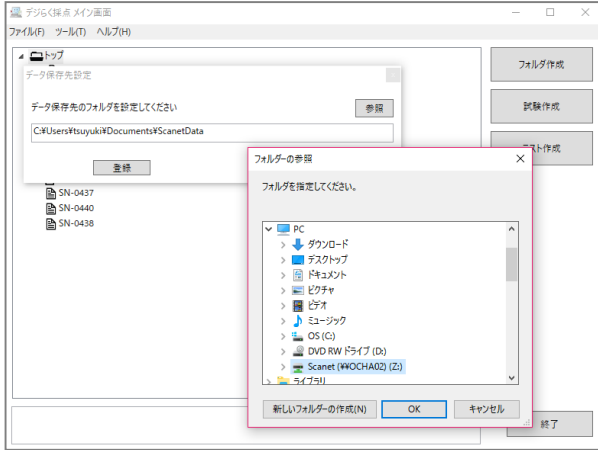 デジらく採点 メイン画面
ファイル(F) ツール(T) ヘルプ(H)
トップ
フォルダ作成
試験作成
スト作成
データ保存先設定
データ保存先のフォルダを設定してください
参照
C:¥Users¥tsuyuki¥Documents¥ScanetData
登録
SN-0437
SN-0440
SN-0438
フォルダーの参照
フォルダを指定してください。
PC
ダウンロード
デスクトップ
ドキュメント
ピクチャ
ビデオ
ミュージック
OS (C:)
DVD RW ドライブ (D:)
Scanet (¥¥OCHA02) (Z:)
ライブラリ
新しいフォルダーの作成(N)
OK
キャンセル
終了